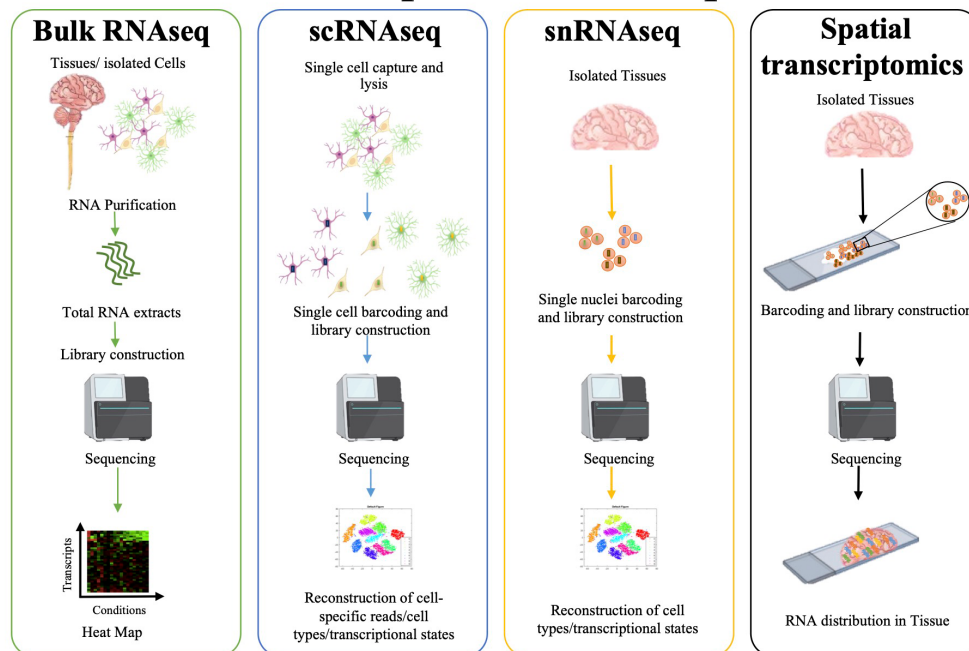 Bulk RNAseq
Tissues/ isolated Cells
RNA Purification
Total RNA extracts
Library construction
Sequencing
Transcripts
Conditions
Heat Map
scRNAseq
Single cell capture and
lysis
Single cell barcoding and
library construction
Sequencing
Reconstruction of cell-
specific reads/cell
types/transcriptional states
snRNAseq
Isolated Tissues
Single nuclei barcoding
and library construction
Sequencing
Reconstruction of cell
types/transcriptional states
Spatial
transcriptomics
Isolated Tissues
Barcoding and library construction
Sequencing
RNA distribution in Tissue